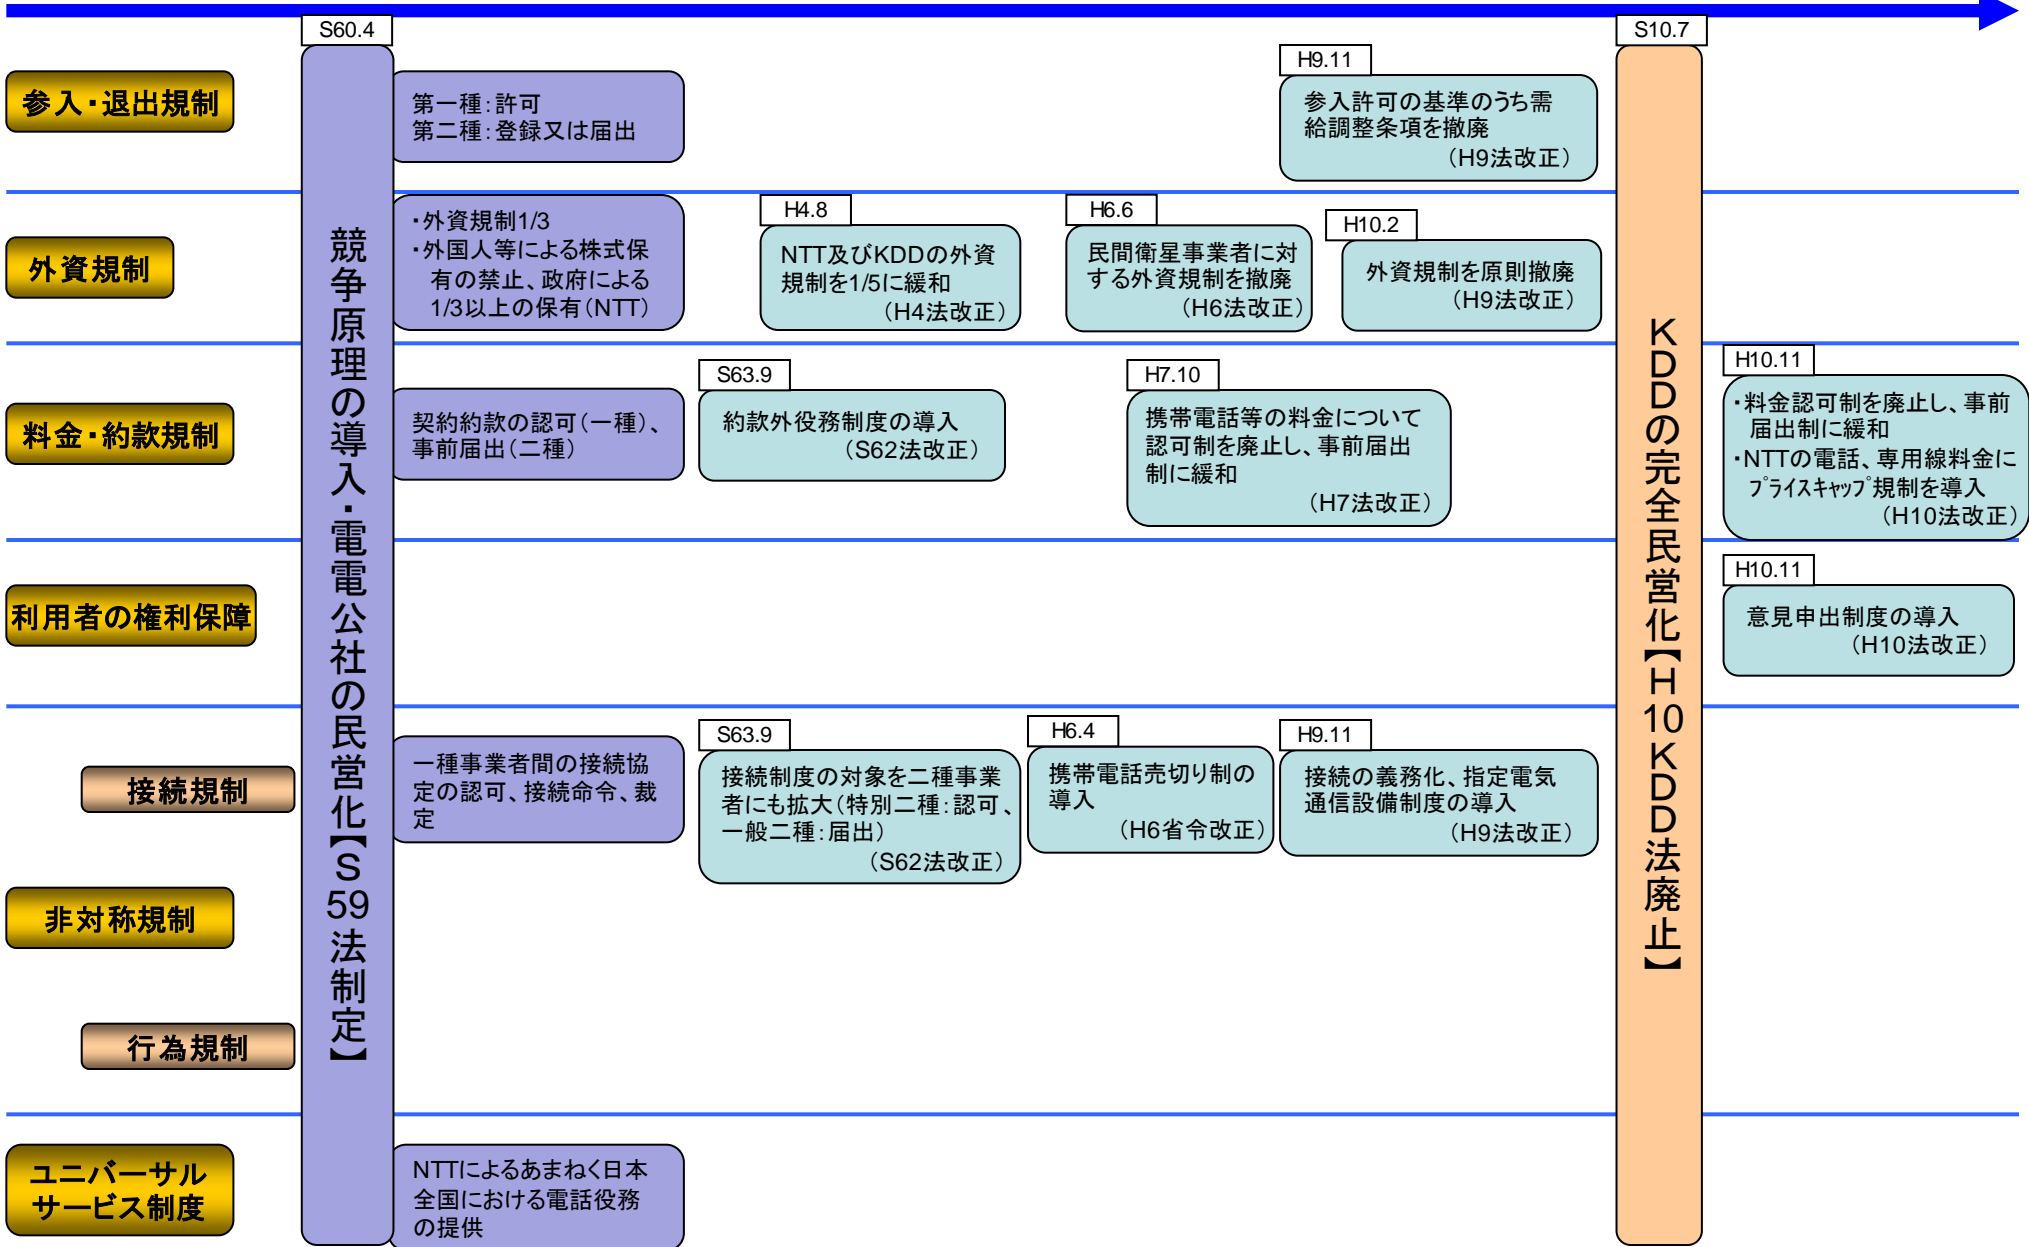 S60.4
S10.7
競争原理の導入・電電公社の民営化【S59法制定】
KDDの完全民営化【H10KDD法廃止】
参入・退出規制
第一種：許可
第二種：登録又は届出
H9.11
参入許可の基準のうち需
給調整条項を撤廃
（H9法改正）
外資規制
・外資規制1/3
・外国人等による株式保
有の禁止、政府による
1/3以上の保有（NTT）
H4.8
NTT及びKDDの外資
規制を1/5に緩和
（H4法改正）
H6.6
民間衛星事業者に対
する外資規制を撤廃
（H6法改正）
H10.2
外資規制を原則撤廃
（H9法改正）
料金・約款規制
契約約款の認可（一種）、
事前届出（二種）
S63.9
約款外役務制度の導入
（S62法改正）
H7.10
携帯電話等の料金について
認可制を廃止し、事前届出
制に緩和
（H7法改正）
H10.11
・料金認可制を廃止し、事前
届出制に緩和
・NTTの電話、専用線料金に
ﾌﾟﾗｲｽｷｬｯﾌﾟ規制を導入
（H10法改正）
利用者の権利保障
H10.11
意見申出制度の導入
（H10法改正）
接続規制
一種事業者間の接続協
定の認可、接続命令、裁
定
S63.9
接続制度の対象を二種事業
者にも拡大（特別二種：認可、
一般二種：届出）
（S62法改正）
H6.4
携帯電話売切り制の
導入
（H6省令改正）
H9.11
接続の義務化、指定電気
通信設備制度の導入
（H9法改正）
非対称規制
行為規制
ユニバーサル
サービス制度
NTTによるあまねく日本
全国における電話役務
の提供